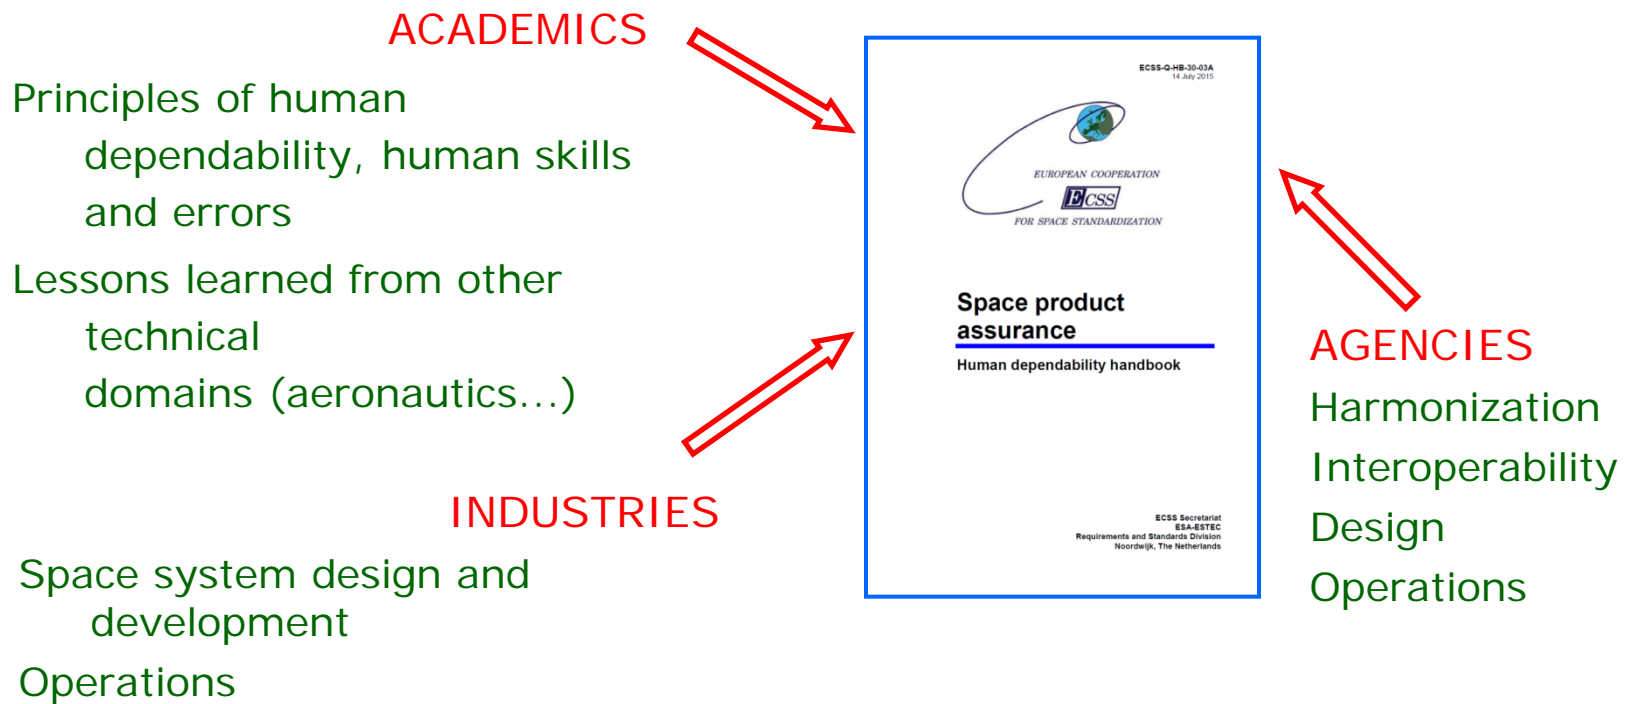 ACADEMICS
Principles of human
dependability, human skills
and errors
Lessons learned from other
technical
domains (aeronautics...)
INDUSTRIES
Space system design and
development
Operations
ECSS-Q-HB-30-03A
14 July 2015
EUROPEAN COOPERATION
ECSS
FOR SPACE STANDARDIZATION
Space product
assurance
Human dependability handbook
ECSS Secretariat
ESA-ESTEC
Requirements and Standards Division
Noordwijk, The Netherlands
AGENCIES
Harmonization
Interoperability
Design
Operations